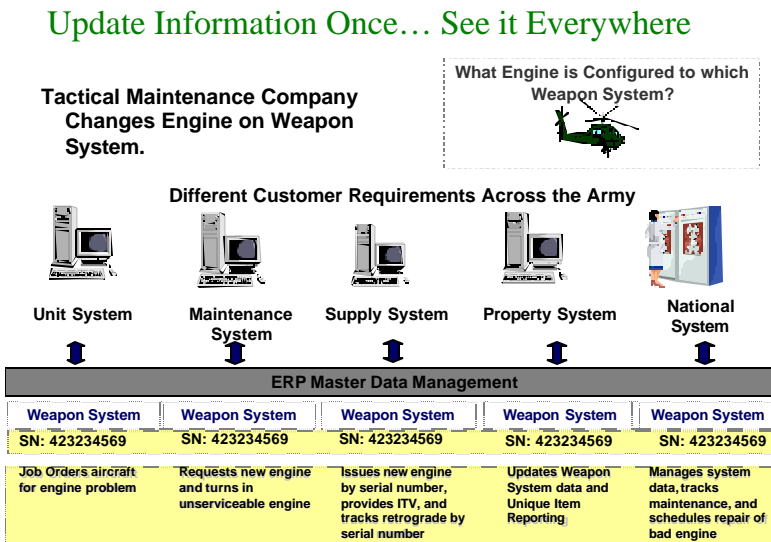 Update Information Once… See it Everywhere
What Engine is Configured to which
Weapon System?
Tactical Maintenance Company
Changes Engine on Weapon
System.
Different Customer Requirements Across the Army
Unit System
Maintenance
System
Supply System
Property System
National
System
ERP Master Data Management
Weapon System
Weapon System
Weapon System
Weapon System
Weapon System
SN: 423234569
SN: 423234569
SN: 423234569
SN: 423234569
SN: 423234569
Job Orders aircraft
for engine problem
Requests new engine
and turns in
unserviceable engine
Issues new engine
by serial number,
provides ITV, and
tracks retrograde by
serial number
Updates Weapon
System data and
Unique Item
Reporting
Manages system
data, tracks
maintenance, and
schedules repair of
bad engine